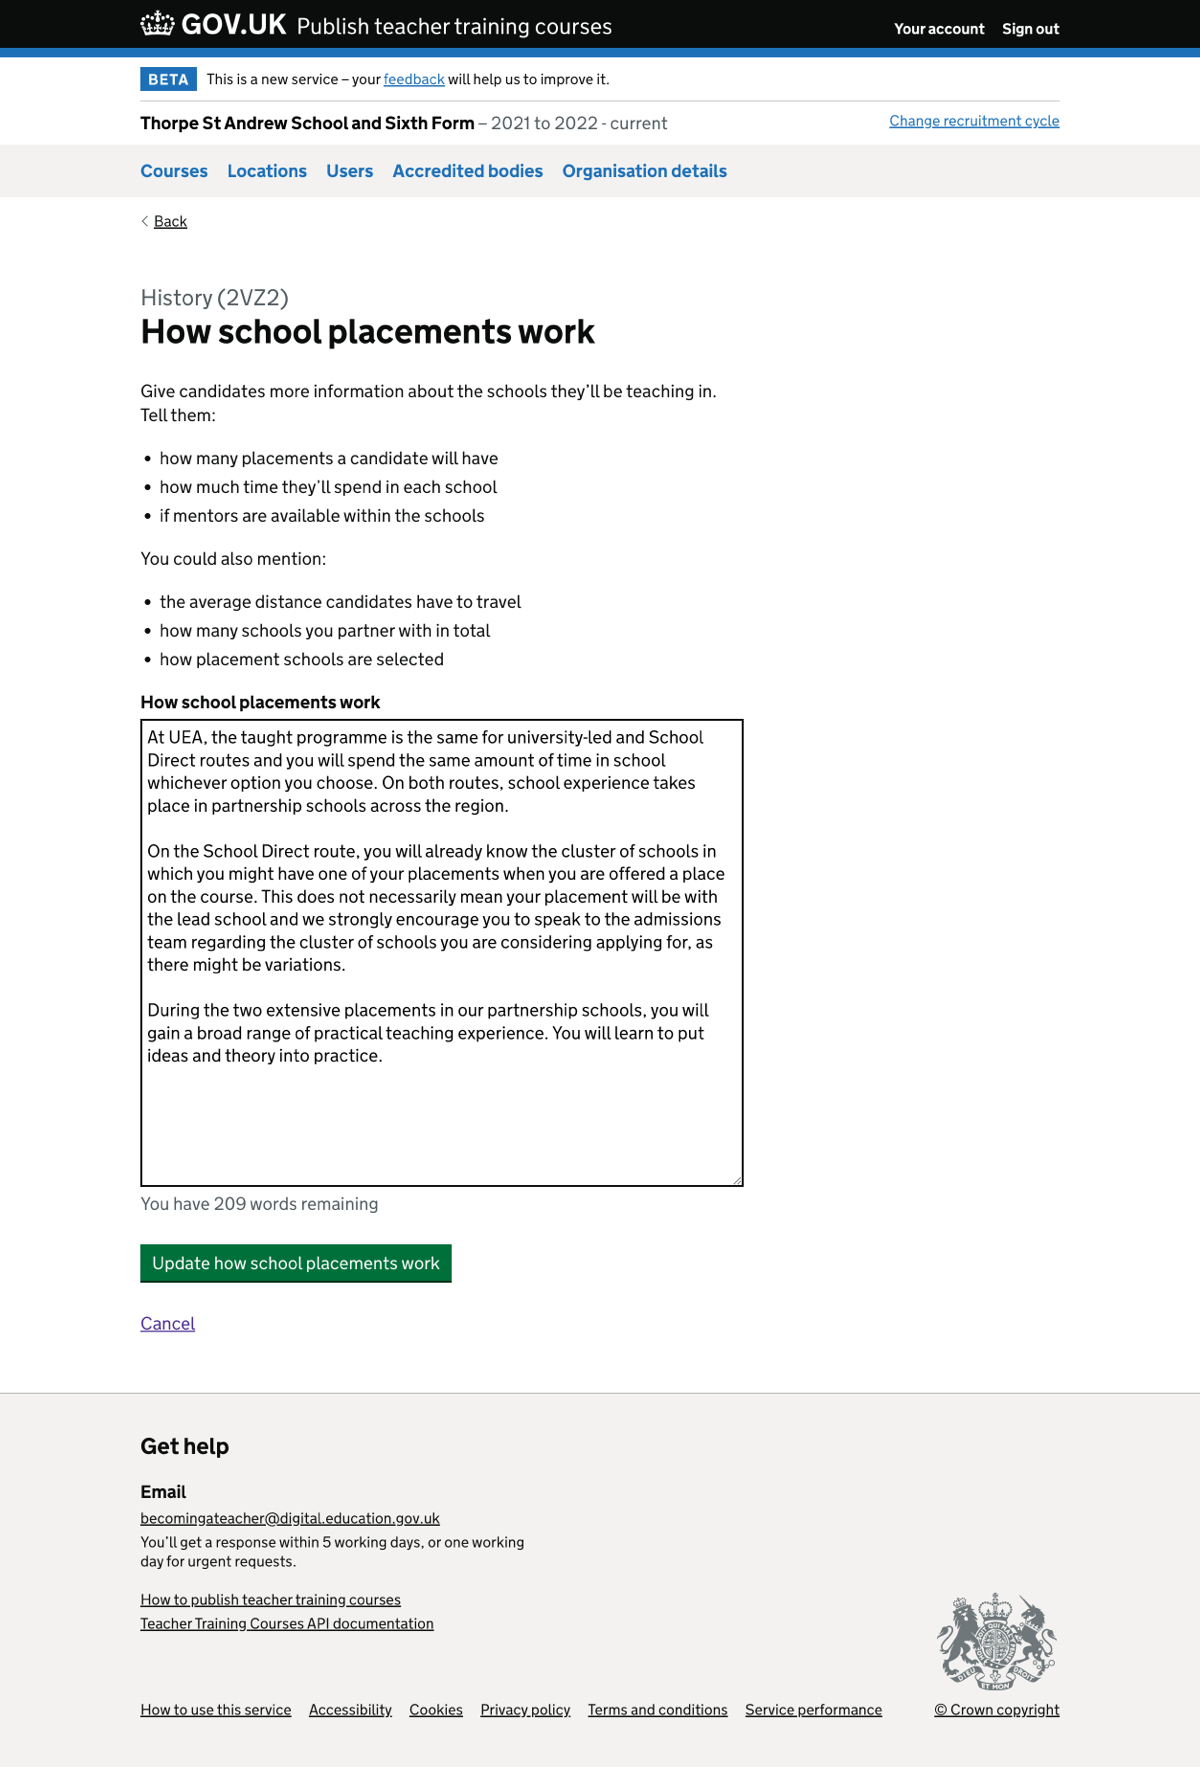 GOV.UK Publish teacher training courses Your account Sign out
BETA This is a new service – your feedback will help us to improve it.
Thorpe St Andrew School and Sixth Form – 2021 to 2022 - current Change recruitment cycle
Courses Locations Users Accredited bodies Organisation details
Back
History (2VZ2)
How school placements work
Give candidates more information about the schools they’ll be teaching in.
Tell them:
• how many placements a candidate will have
• how much time they’ll spend in each school
• if mentors are available within the schools
You could also mention:
• the average distance candidates have to travel
• how many schools you partner with in total
• how placement schools are selected
How school placements work
At UEA, the taught programme is the same for university-led and School
Direct routes and you will spend the same amount of time in school
whichever option you choose. On both routes, school experience takes
place in partnership schools across the region.
On the School Direct route, you will already know the cluster of schools in
which you might have one of your placements when you are offered a place
on the course. This does not necessarily mean your placement will be with
the lead school and we strongly encourage you to speak to the admissions
team regarding the cluster of schools you are considering applying for, as
there might be variations.
During the two extensive placements in our partnership schools, you will
gain a broad range of practical teaching experience. You will learn to put
ideas and theory into practice.
You have 209 words remaining
Update how school placements work
Cancel
Get help
Email
becomingateacher@digital.education.gov.uk
You’ll get a response within 5 working days, or one working
day for urgent requests.
How to publish teacher training courses
Teacher Training Courses API documentation
DIEU ET MON DROIT
How to use this service Accessibility Cookies Privacy policy Terms and conditions Service performance © Crown copyright